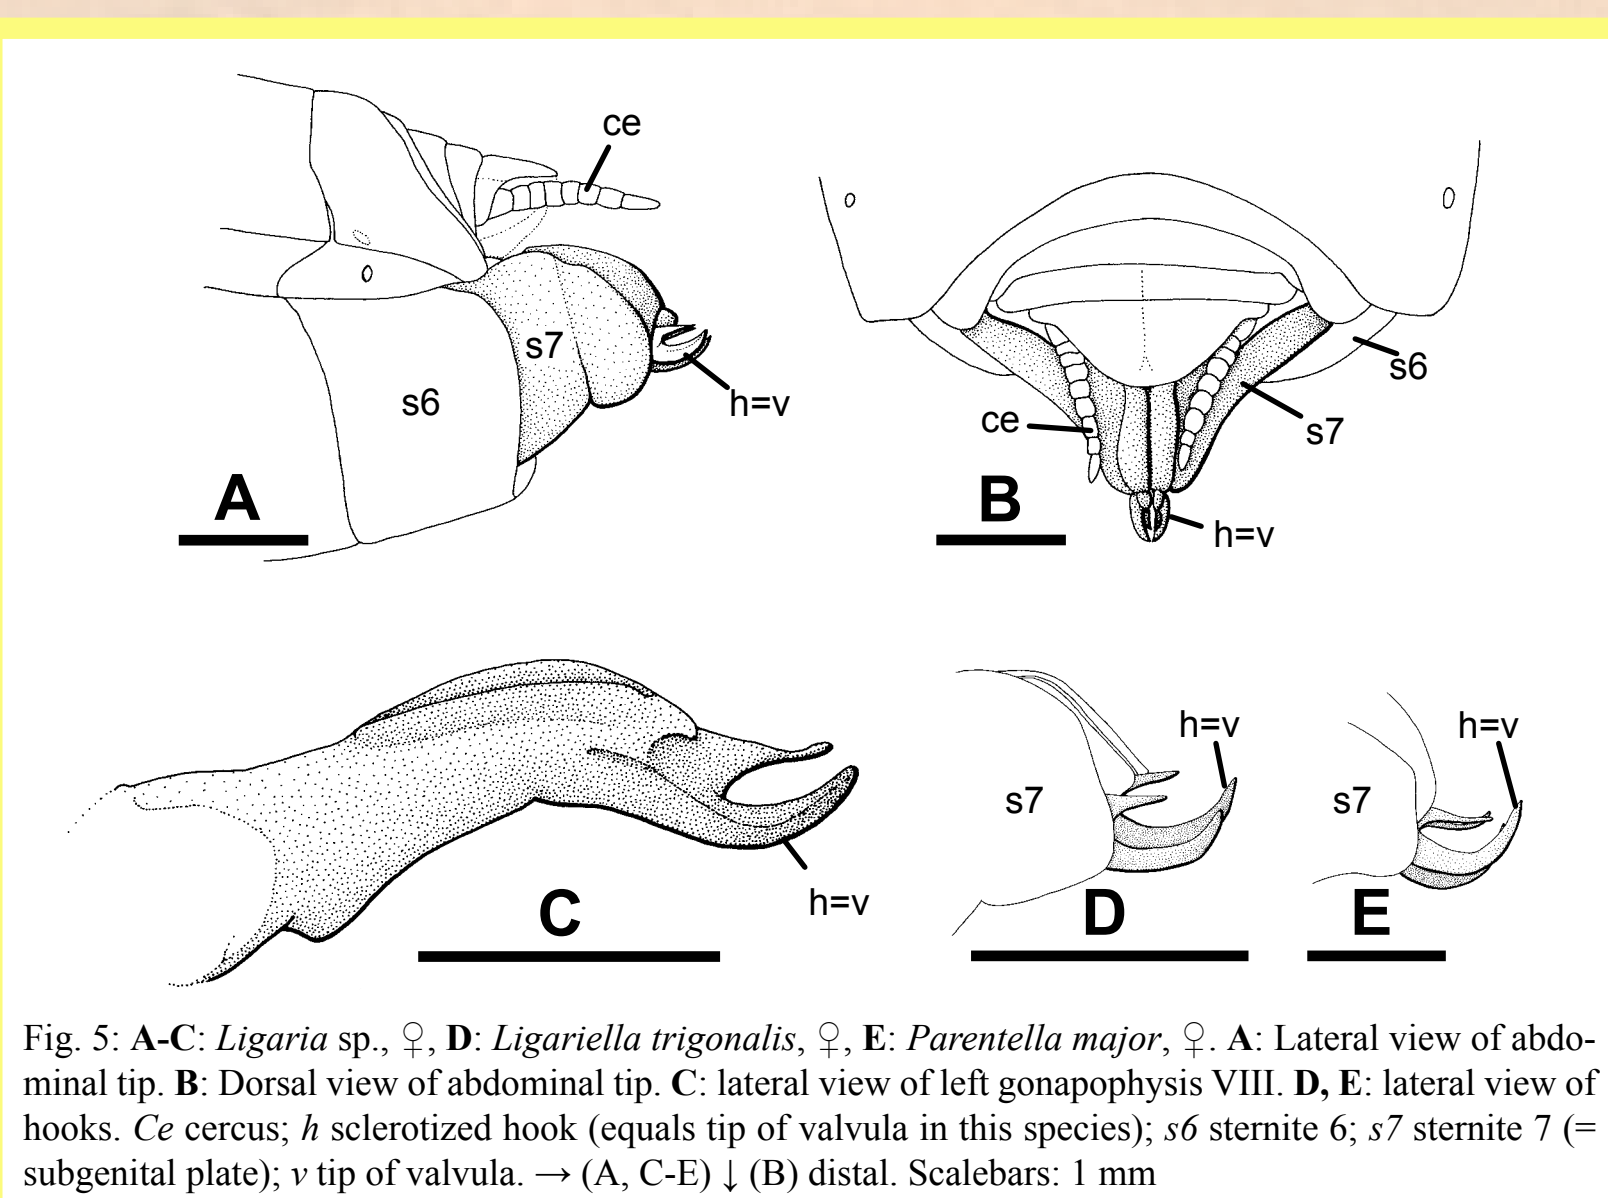 ce
s7
s6
h=v
A
s6
s7
ce
h=v
B
h=v
C
h=v
s7
D
h=v
s7
E
Fig. 5: A-C: Ligaria sp., ♀, D: Ligariella trigonalis, ♀, E: Parentella major, ♀. A: Lateral view of abdo-
minal tip. B: Dorsal view of abdominal tip. C: lateral view of left gonapophysis VIII. D, E: lateral view of
hooks. Ce cercus; h sclerotized hook (equals tip of valvula in this species); s6 sternite 6; s7 sternite 7 (=
subgenital plate); v tip of valvula. → (A, C-E) ↓ (B) distal. Scalebars: 1 mm